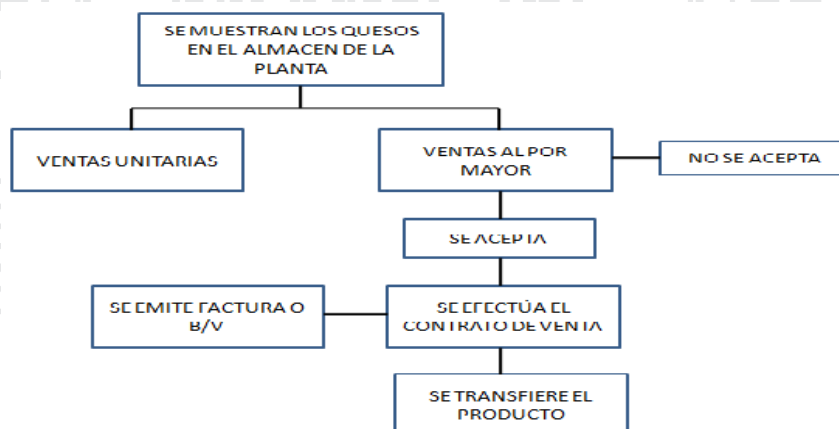 SE MUESTRAN LOS QUESOS
EN EL ALMACEN DE LA
PLANTA
VENTAS UNITARIAS
VENTAS AL POR
MAYOR
NO SE ACEPTA
SE ACEPTA
SE EMITE FACTURA O
B/V
SE EFECTÚA EL
CONTRATO DE VENTA
SE TRANSFIERE EL
PRODUCTO